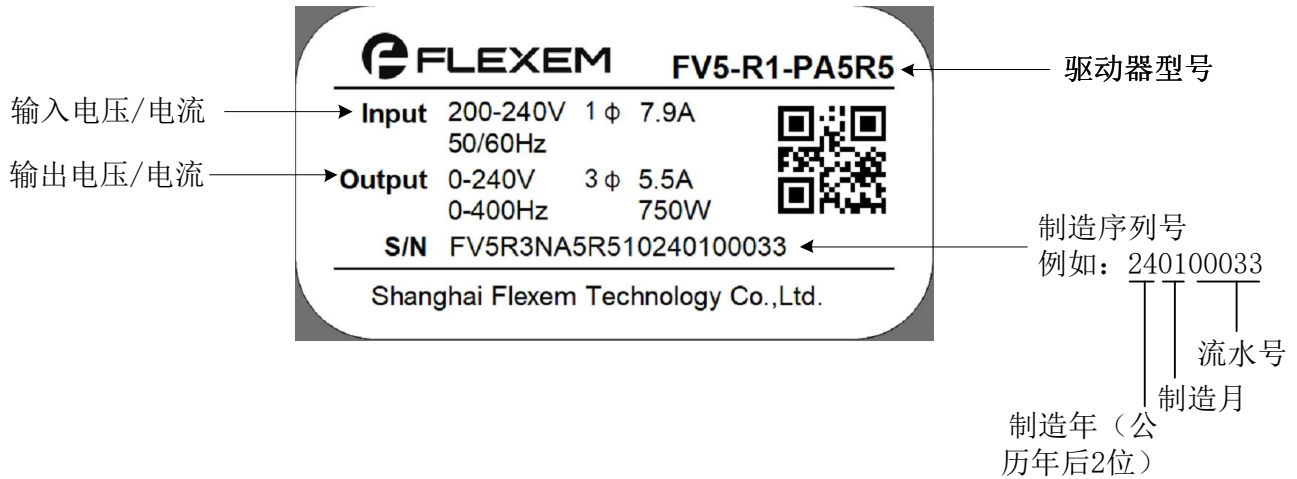 FLEXEM
FV5-R1-PA5R5
驱动器型号
输入电压/电流
Input 200-240V 1 ф 7.9A
50/60Hz
输出电压/电流
Output 0-240V 3 ф 5.5A
0-400Hz 750W
S/N FV5R3NA5R510240100033
制造序列号
例如：240100033
Shanghai Flexem Technology Co.,Ltd.
流水号
制造月
制造年（公
历年后2位）